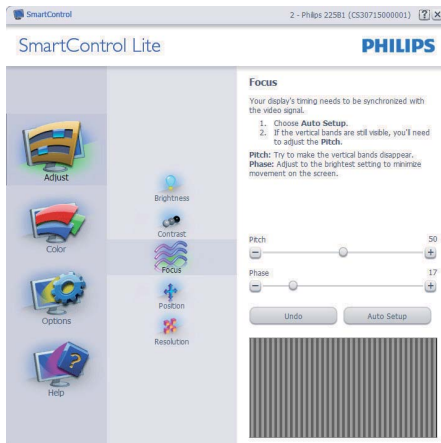 SmartControl
2 - Philips 225B1 (CS30715000001)
SmartControl Lite
PHILIPS
Adjust
Color
Options
Help
Brightness
Contrast
Focus
Position
Resolution
Focus
Your display's timing needs to be synchronized with
the video signal.
1. Choose Auto Setup.
2. If the vertical bands are still visible, you'll need
to adjust the Pitch.
Pitch: Try to make the vertical bands disappear.
Phase: Adjust to the brightest setting to minimize
movement on the screen.
Pitch 50
Phase 17
Undo
Auto Setup